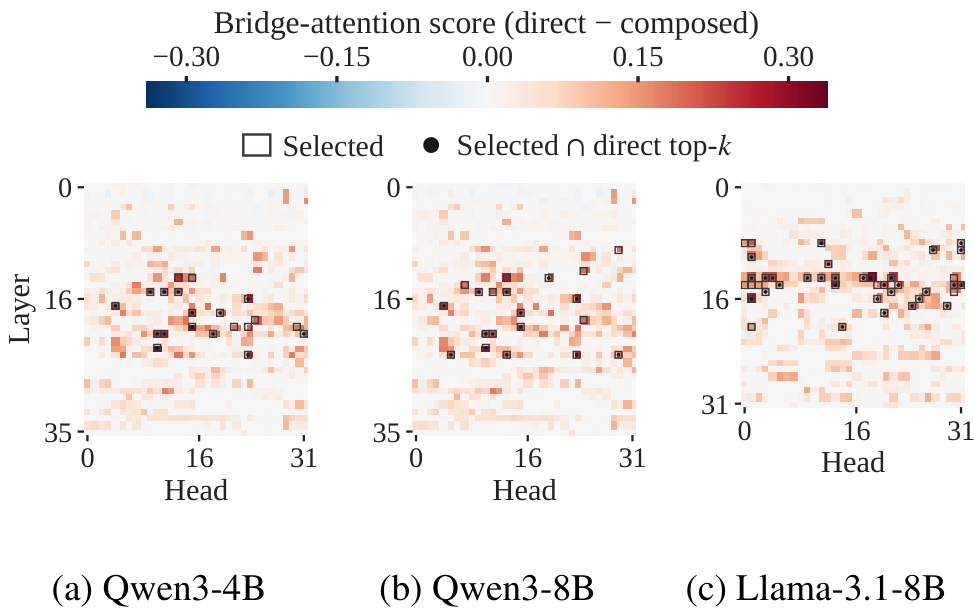 Bridge-attention score (direct − composed)
−0.30 −0.15 0.00 0.15 0.30
Selected Selected ∩ direct top-k
Layer
0
16
35
0 16 31
Head
0
35
0 16 31
Head
0
16
31
0 16 31
Head
(a) Qwen3-4B (b) Qwen3-8B (c) Llama-3.1-8B